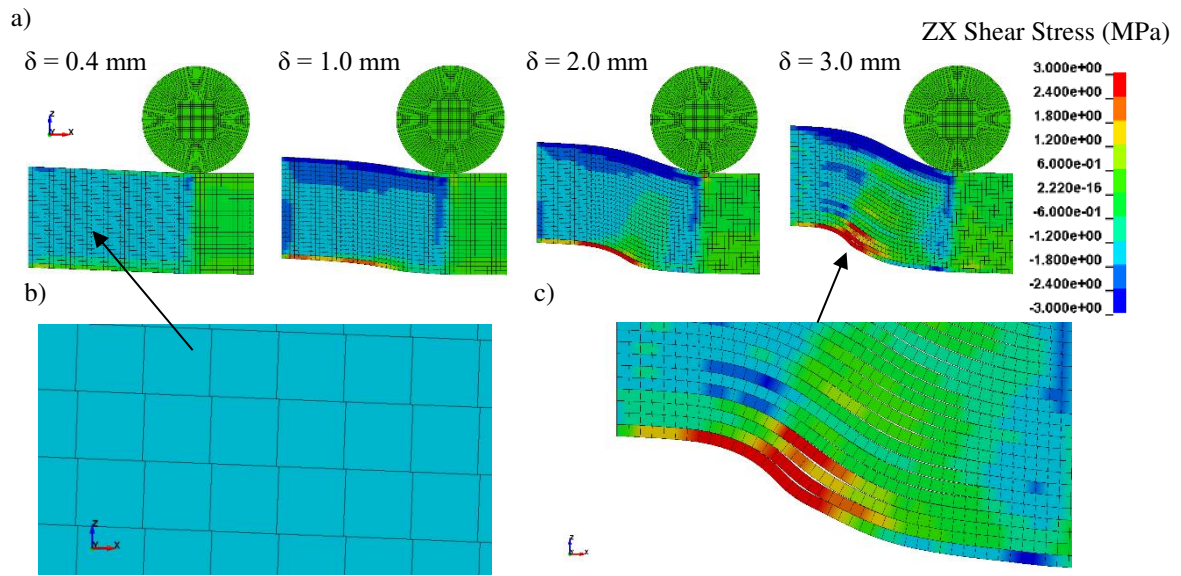 a)
ZX Shear Stress (MPa)
δ = 0.4 mm
δ = 1.0 mm
δ = 2.0 mm
δ = 3.0 mm
3.000e+00
2.400e+00
1.800e+00
1.200e+00
6.000e-01
2.220e-16
-6.000e-01
-1.200e+00
-1.800e+00
-2.400e+00
-3.000e+00
Z
X
b)
c)
Z
Y
X
Z
X